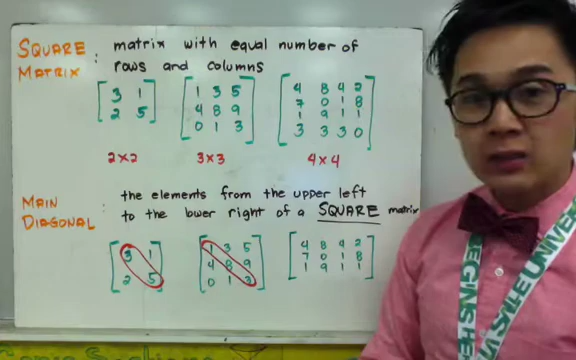 SQUARE MATRIX : matrix with equal number of
rows and columns
3 1
2 5
1 3 5
4 8 9
0 1 3
4 8 4 2
7 0 1 8
1 9 1 1
3 3 3 0
2x2
3x3
4x4
MAIN DIAGONAL : the elements from the upper left
to the lower right of a SQUARE matrix
3 1
2 5
3 5
4 8 9
0 1 3
4 8 4 2
7 0 1 8
1 9 1 1